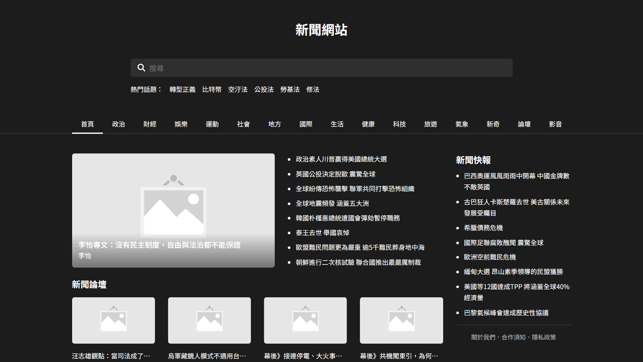 新聞網站
搜尋
熱門話題： 轉型正義 比特幣 空汙法 公投法 勞基法 修法
首頁 政治 財經 娛樂 運動 社會 地方 國際 生活 健康 科技 旅遊 氣象 新奇 論壇 影音
李怡專文：沒有民主制度，自由與法治都不能保證
李怡
政治素人川普贏得美國總統大選
英國公投決定脫歐 震驚全球
全球紛傳恐怖襲擊 聯軍共同打擊恐怖組織
全球地震頻發 涵蓋五大洲
韓國朴槿惠總統遭國會彈劾暫停職務
泰王去世 舉國哀悼
歐盟難民問題更為嚴重 逾5千難民葬身地中海
朝鮮進行二次核試驗 聯合國推出最嚴厲制裁
新聞快報
巴西奧運風風雨雨中開幕 中國金牌數
不敵英國
古巴狂人卡斯楚羅去世 美古關係未來
發展受矚目
希臘債務危機
國際足聯腐敗醜聞 震驚全球
歐洲空前難民危機
緬甸大選 昂山素季領導的民盟獲勝
美國等12國達成TPP 將涵蓋全球40%
經濟量
巴黎氣候峰會達成歷史性協議
新聞論壇
汪志雄觀點：當司法成了…
烏軍藏鏡人模式不適用台…
幕後》接連停電、大火事…
幕後》共機闖東引，為何…
關於我們．合作須知．隱私政策